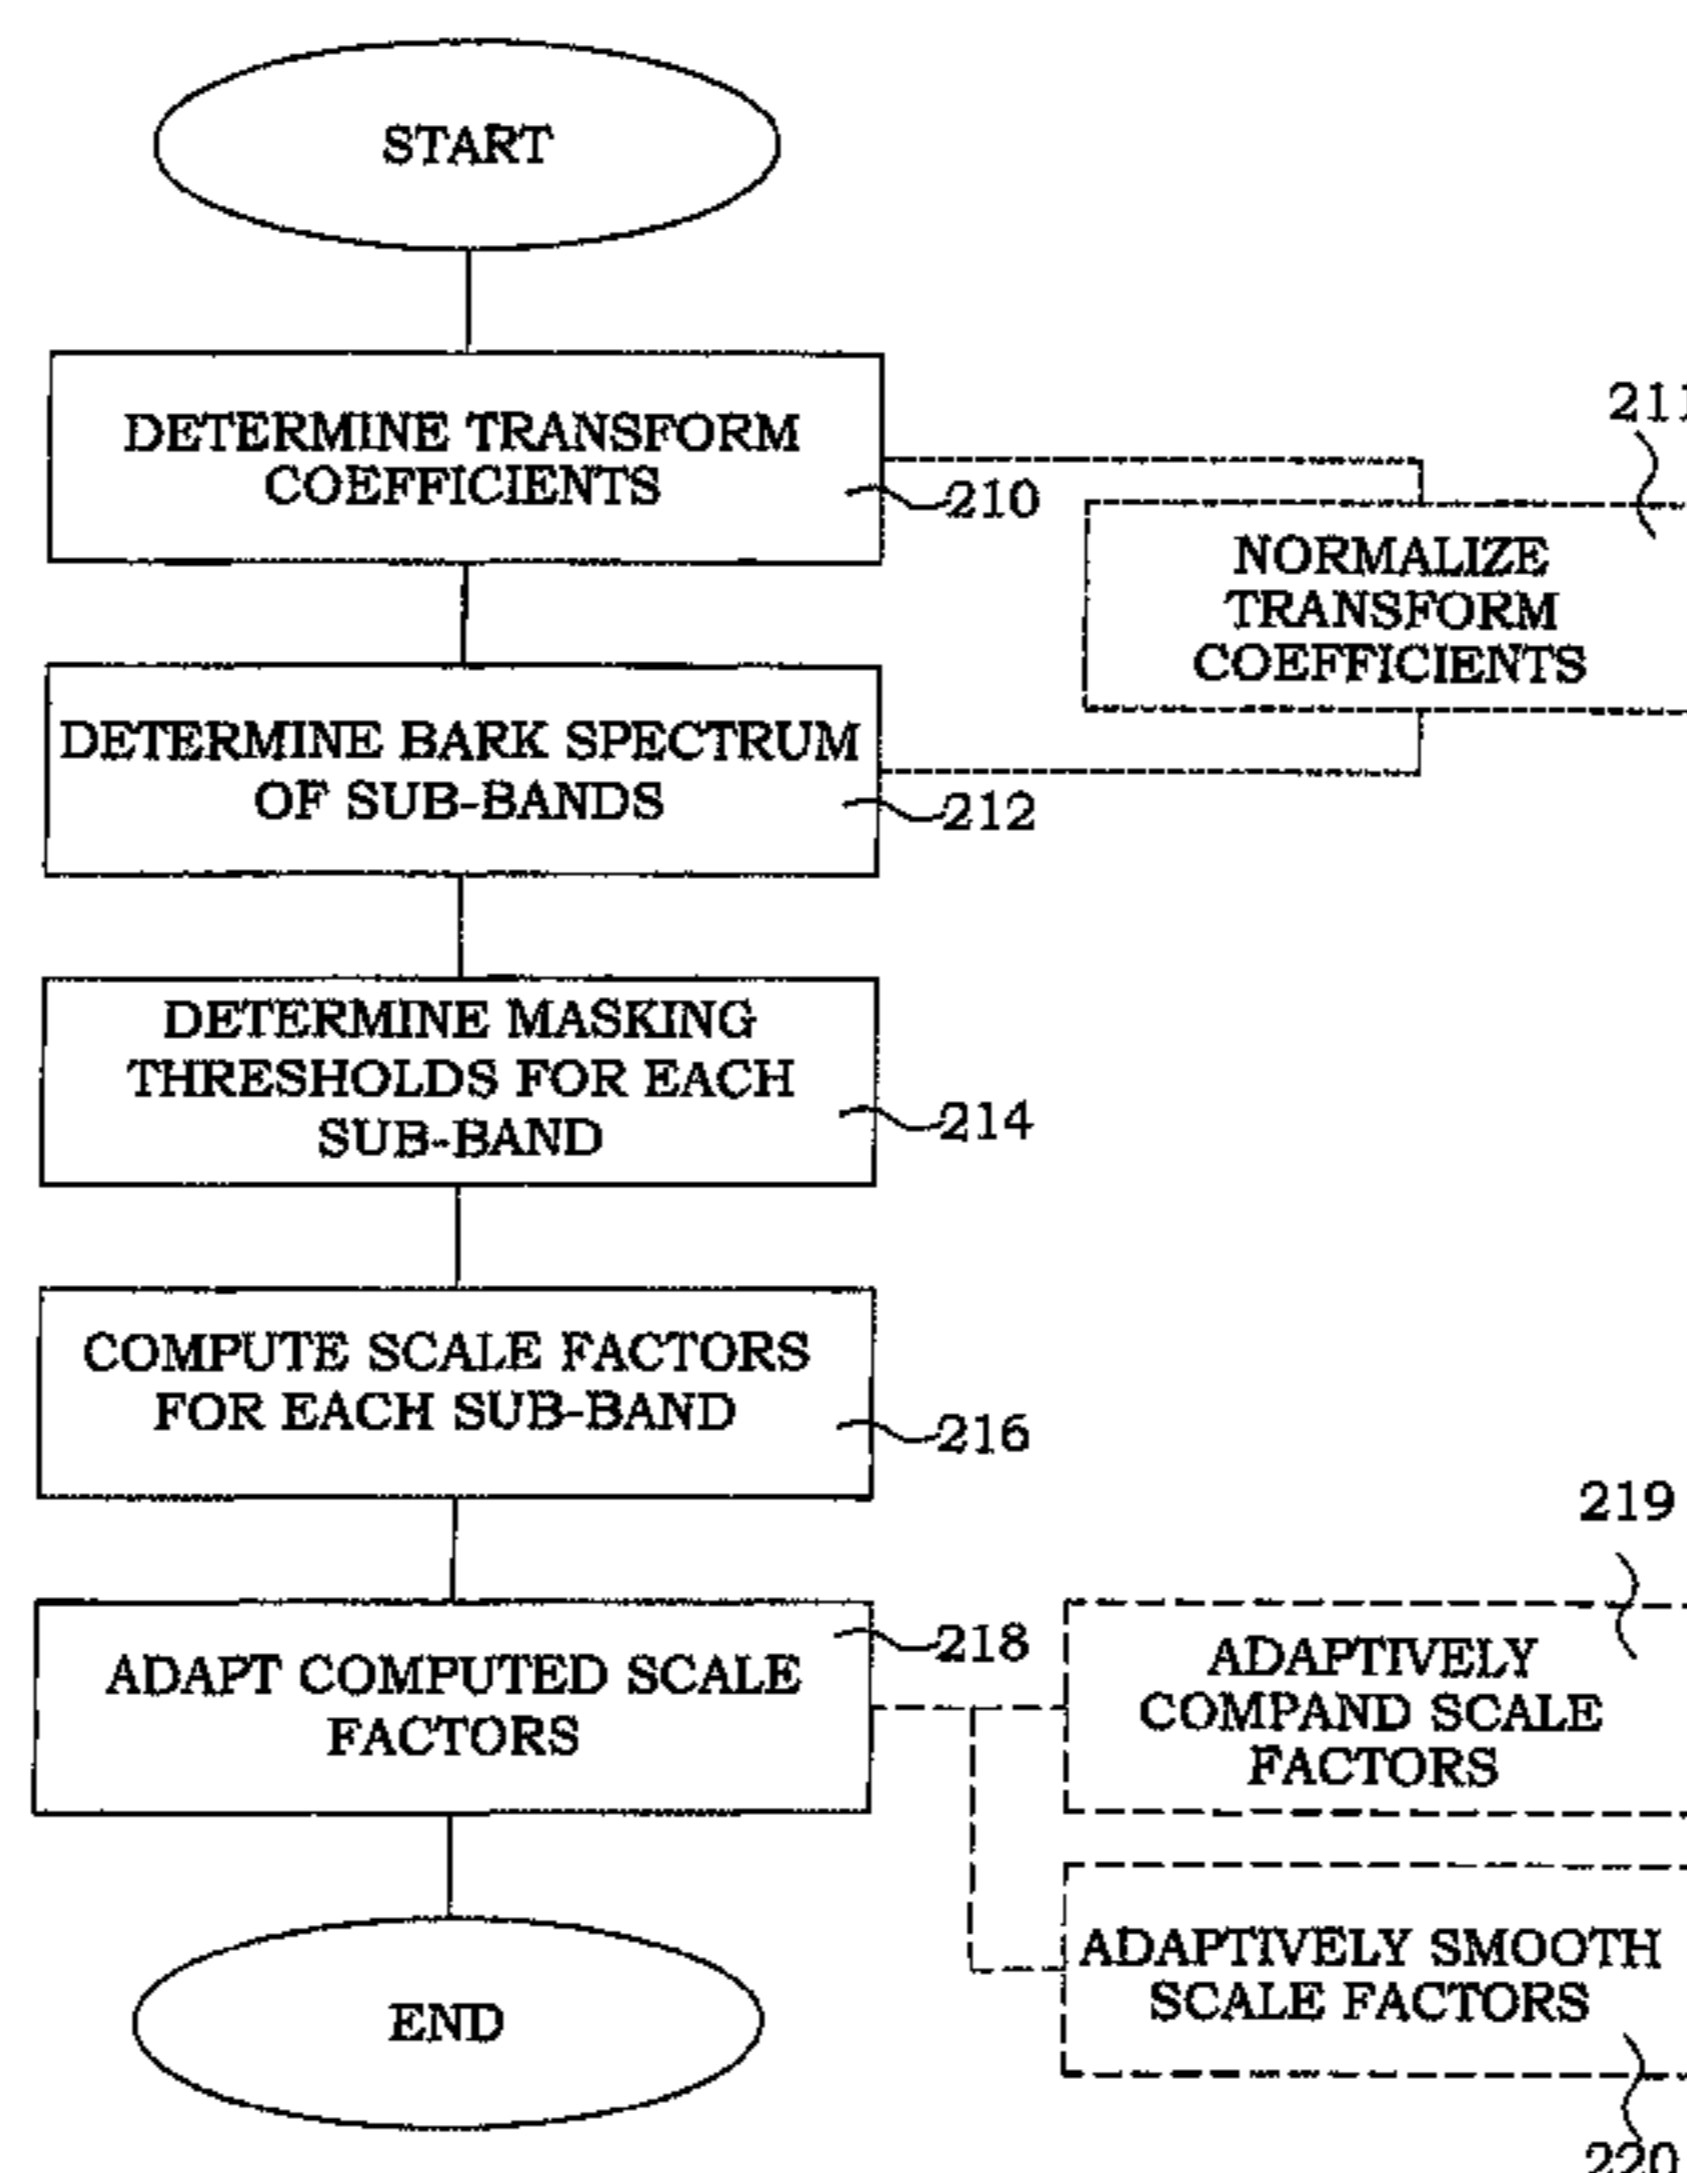 START
DETERMINE TRANSFORM
COEFFICIENTS
210
211
NORMALIZE
TRANSFORM
COEFFICIENTS
DETERMINE BARK SPECTRUM
OF SUB-BANDS
212
DETERMINE MASKING
THRESHOLDS FOR EACH
SUB-BAND
214
COMPUTE SCALE FACTORS
FOR EACH SUB-BAND
216
ADAPT COMPUTED SCALE
FACTORS
218
219
ADAPTIVELY
COMPAND SCALE
FACTORS
ADAPTIVELY SMOOTH
SCALE FACTORS
220
END